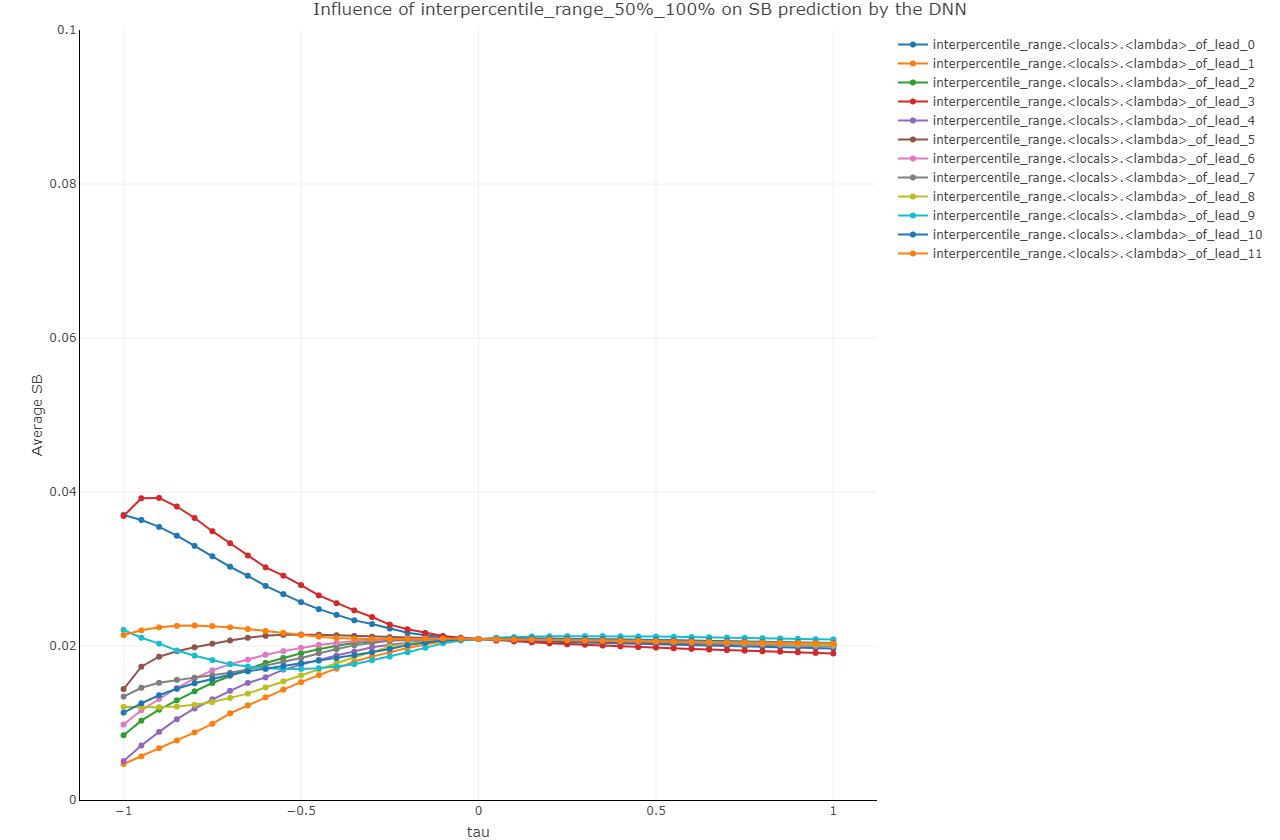 Influence of interpercentile_range_50%_100% on SB prediction by the DNN
0.1
0.08
0.06
0.04
0.02
0
Average SB
−1
−0.5
0
0.5
1
tau
interpercentile_range.<locals>.<lambda>_of_lead_0
interpercentile_range.<locals>.<lambda>_of_lead_1
interpercentile_range.<locals>.<lambda>_of_lead_2
interpercentile_range.<locals>.<lambda>_of_lead_3
interpercentile_range.<locals>.<lambda>_of_lead_4
interpercentile_range.<locals>.<lambda>_of_lead_5
interpercentile_range.<locals>.<lambda>_of_lead_6
interpercentile_range.<locals>.<lambda>_of_lead_7
interpercentile_range.<locals>.<lambda>_of_lead_8
interpercentile_range.<locals>.<lambda>_of_lead_9
interpercentile_range.<locals>.<lambda>_of_lead_10
interpercentile_range.<locals>.<lambda>_of_lead_11